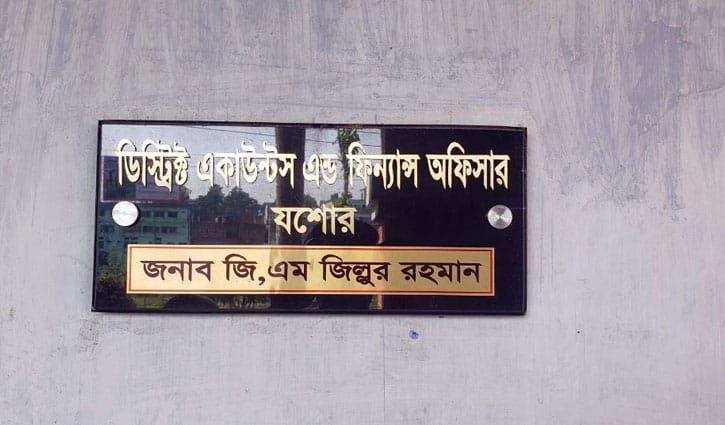 ডিস্ট্রিক্ট একাউন্টস এন্ড ফিন্যান্স অফিসার
যশোর
জনাব জি,এম জিল্লুর রহমান